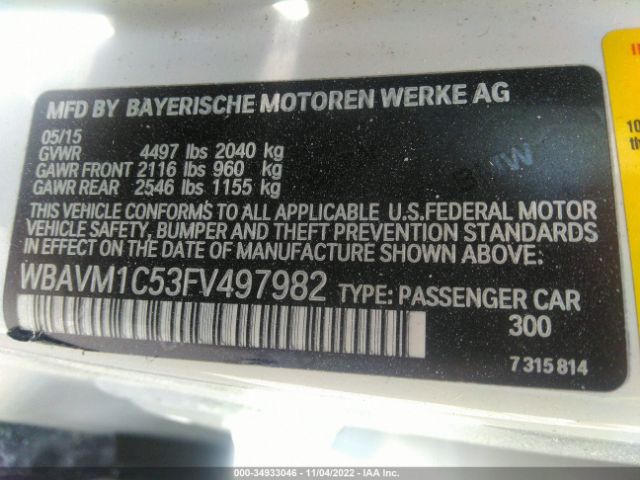 MFD BY BAYERISCHE MOTOREN WERKE AG
05/15
GVWR 4497 lbs 2040 kg
GAWR FRONT 2116 lbs 960 kg
GAWR REAR 2546 lbs 1155 kg
THIS VEHICLE CONFORMS TO ALL APPLICABLE U.S.FEDERAL MOTOR
VEHICLE SAFETY, BUMPER AND THEFT PREVENTION STANDARDS
IN EFFECT ON THE DATE OF MANUFACTURE SHOWN ABOVE.
WBAVM1C53FV497982 TYPE: PASSENGER CAR
300
7 315 814
10
th
000-34933046 — 11/04/2022 — IAA Inc.